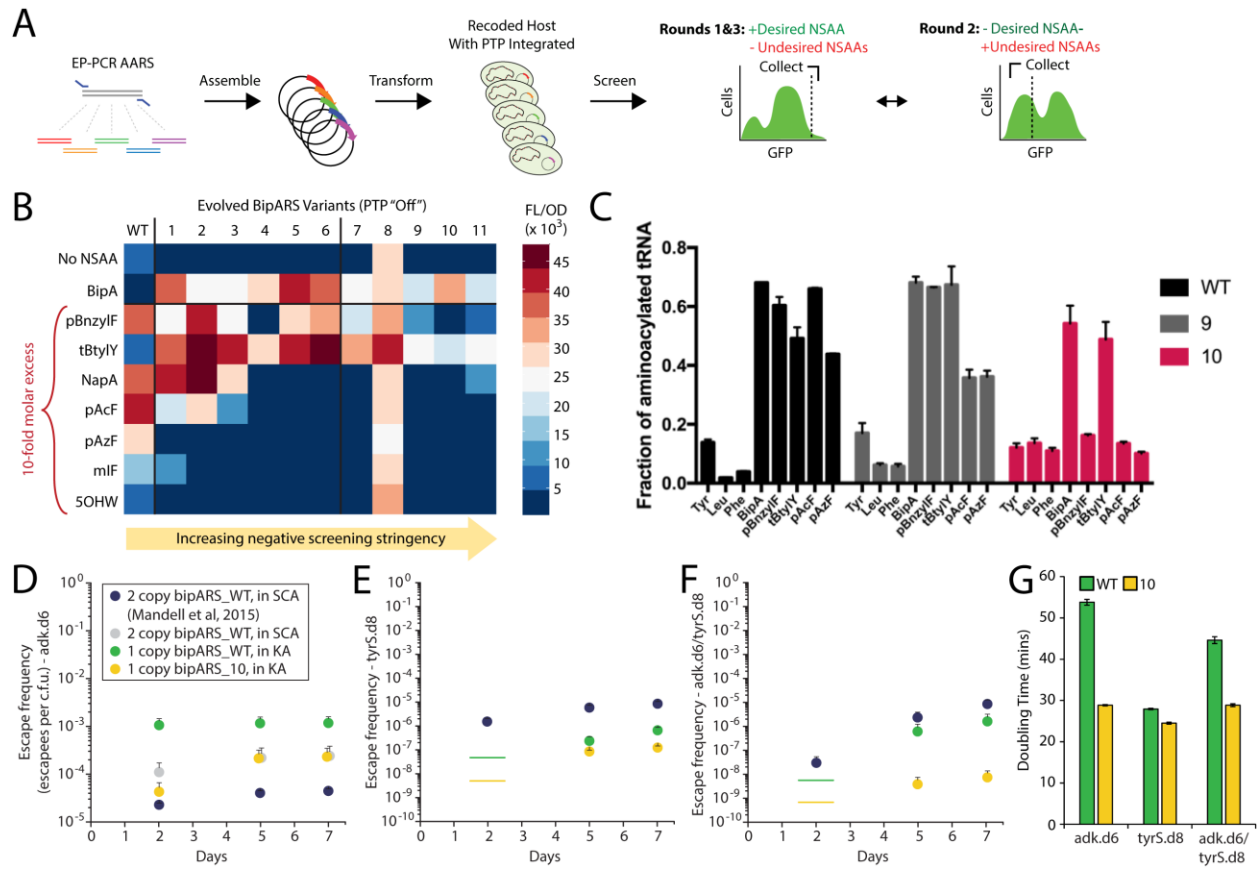 A
EP-PCR AARS
Assemble
Transform
Recoded Host
With PTP Integrated
Screen
Rounds 1&3: +Desired NSAA
- Undesired NSAAs
Collect
Cells
GFP
Round 2: - Desired NSAA-
+Undesired NSAAs
Collect
Cells
GFP
B
Evolved BipARS Variants (PTP "Off")
WT 1 2 3 4 5 6 7 8 9 10 11
FL/OD
(x 10³)
No NSAA
BipA
pBnzylF
tBtylY
NapA
pAcF
pAzF
mIF
5OHW
10-fold molar excess
45
40
35
30
25
20
15
10
5
Increasing negative screening stringency
C
Fraction of aminoacylated tRNA
0.8
0.6
0.4
0.2
0.0
Tyr Leu Phe BipA pBnzylF tBtylY pAcF pAzF
Tyr Leu Phe BipA pBnzylF tBtylY pAcF pAzF
Tyr Leu Phe BipA pBnzylF tBtylY pAcF pAzF
WT
9
10
D
Escape frequency
(escapees per c.f.u.) - adk.d6
10⁰
10⁻¹
10⁻²
10⁻³
10⁻⁴
10⁻⁵
0 1 2 3 4 5 6 7
Days
2 copy bipARS_WT, in SCA
(Mandell et al, 2015)
2 copy bipARS_WT, in SCA
1 copy bipARS_WT, in KA
1 copy bipARS_10, in KA
E
Escape frequency - tyrS.d8
10⁰
10⁻¹
10⁻²
10⁻³
10⁻⁴
10⁻⁵
10⁻⁶
10⁻⁷
10⁻⁸
10⁻⁹
10⁻¹⁰
0 1 2 3 4 5 6 7
Days
F
Escape frequency - adk.d6/tyrS.d8
10⁰
10⁻¹
10⁻²
10⁻³
10⁻⁴
10⁻⁵
10⁻⁶
10⁻⁷
10⁻⁸
10⁻⁹
10⁻¹⁰
0 1 2 3 4 5 6 7
Days
G
WT 10
Doubling Time (mins)
60
50
40
30
20
10
0
adk.d6 tyrS.d8 adk.d6/
tyrS.d8